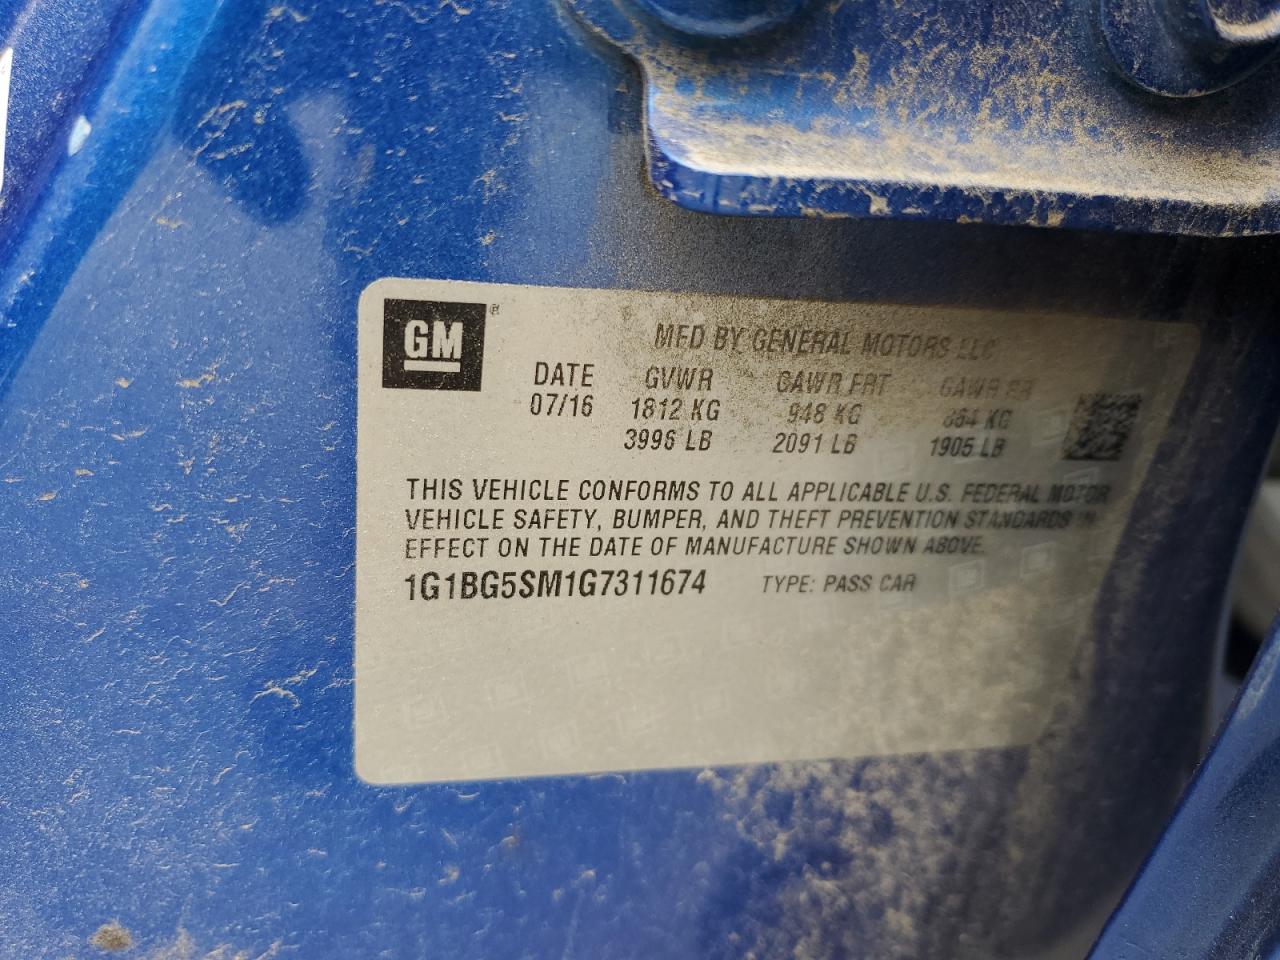 GM ®
MFD BY GENERAL MOTORS LLC
DATE GVWR GAWR FRT GAWR RR
07/16 1812 KG 948 KG 864 KG
3996 LB 2091 LB 1905 LB
THIS VEHICLE CONFORMS TO ALL APPLICABLE U.S. FEDERAL MOTOR
VEHICLE SAFETY, BUMPER, AND THEFT PREVENTION STANDARDS IN
EFFECT ON THE DATE OF MANUFACTURE SHOWN ABOVE.
1G1BG5SM1G7311674 TYPE: PASS CAR